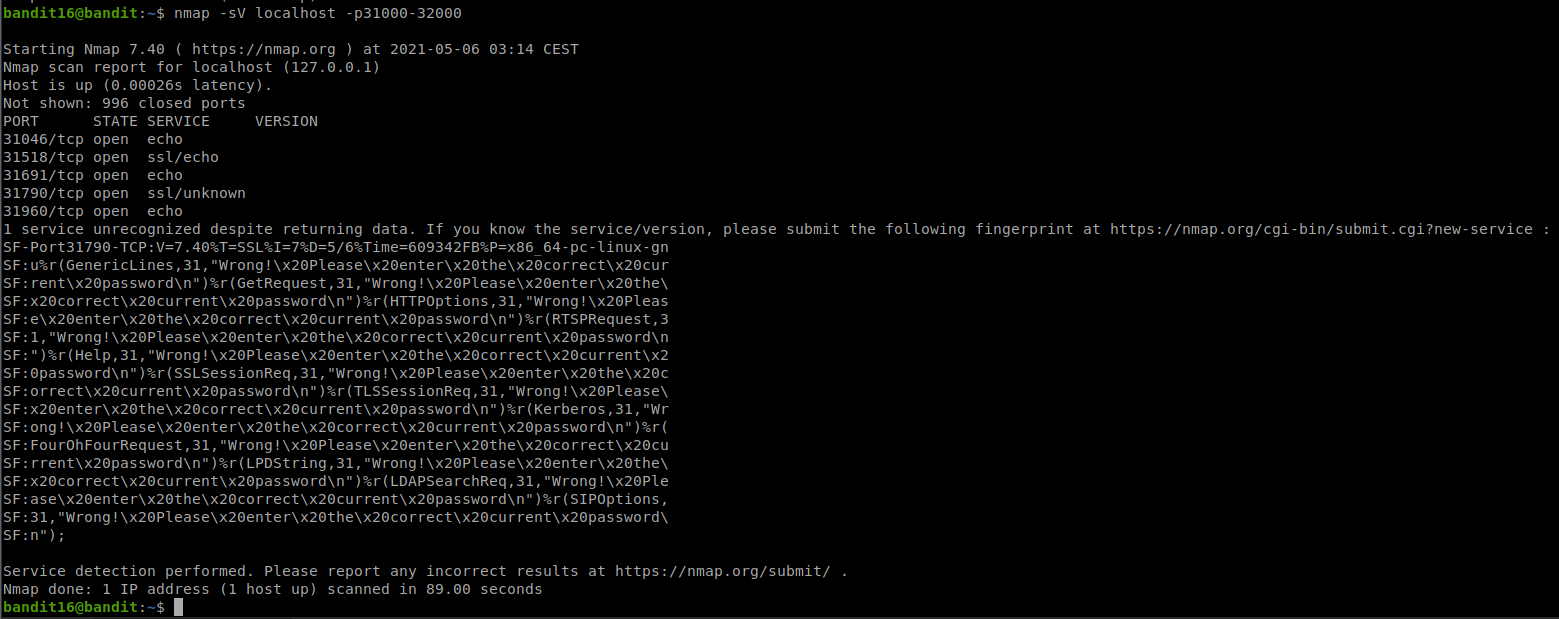 bandit16@bandit:~$ nmap -sV localhost -p31000-32000

Starting Nmap 7.40 ( https://nmap.org ) at 2021-05-06 03:14 CEST
Nmap scan report for localhost (127.0.0.1)
Host is up (0.00026s latency).
Not shown: 996 closed ports
PORT      STATE SERVICE     VERSION
31046/tcp open  echo
31518/tcp open  ssl/echo
31691/tcp open  echo
31790/tcp open  ssl/unknown
31960/tcp open  echo
1 service unrecognized despite returning data. If you know the service/version, please submit the following fingerprint at https://nmap.org/cgi-bin/submit.cgi?new-service :
SF-Port31790-TCP:V=7.40%T=SSL%I=7%D=5/6%Time=609342FB%P=x86_64-pc-linux-gn
SF:u%r(GenericLines,31,"Wrong!\x20Please\x20enter\x20the\x20correct\x20cur
SF:rent\x20password\n")%r(GetRequest,31,"Wrong!\x20Please\x20enter\x20the\
SF:x20correct\x20current\x20password\n")%r(HTTPOptions,31,"Wrong!\x20Pleas
SF:e\x20enter\x20the\x20correct\x20current\x20password\n")%r(RTSPRequest,3
SF:1,"Wrong!\x20Please\x20enter\x20the\x20correct\x20current\x20password\n
SF:")%r(Help,31,"Wrong!\x20Please\x20enter\x20the\x20correct\x20current\x2
SF:0password\n")%r(SSLSessionReq,31,"Wrong!\x20Please\x20enter\x20the\x20c
SF:orrect\x20current\x20password\n")%r(TLSSessionReq,31,"Wrong!\x20Please\
SF:x20enter\x20the\x20correct\x20current\x20password\n")%r(Kerberos,31,"Wr
SF:ong!\x20Please\x20enter\x20the\x20correct\x20current\x20password\n")%r(
SF:FourOhFourRequest,31,"Wrong!\x20Please\x20enter\x20the\x20correct\x20cu
SF:rrent\x20password\n")%r(LPDString,31,"Wrong!\x20Please\x20enter\x20the\
SF:x20correct\x20current\x20password\n")%r(LDAPSearchReq,31,"Wrong!\x20Ple
SF:ase\x20enter\x20the\x20correct\x20current\x20password\n")%r(SIPOptions,
SF:31,"Wrong!\x20Please\x20enter\x20the\x20correct\x20current\x20password\
SF:n");

Service detection performed. Please report any incorrect results at https://nmap.org/submit/ .
Nmap done: 1 IP address (1 host up) scanned in 89.00 seconds
bandit16@bandit:~$